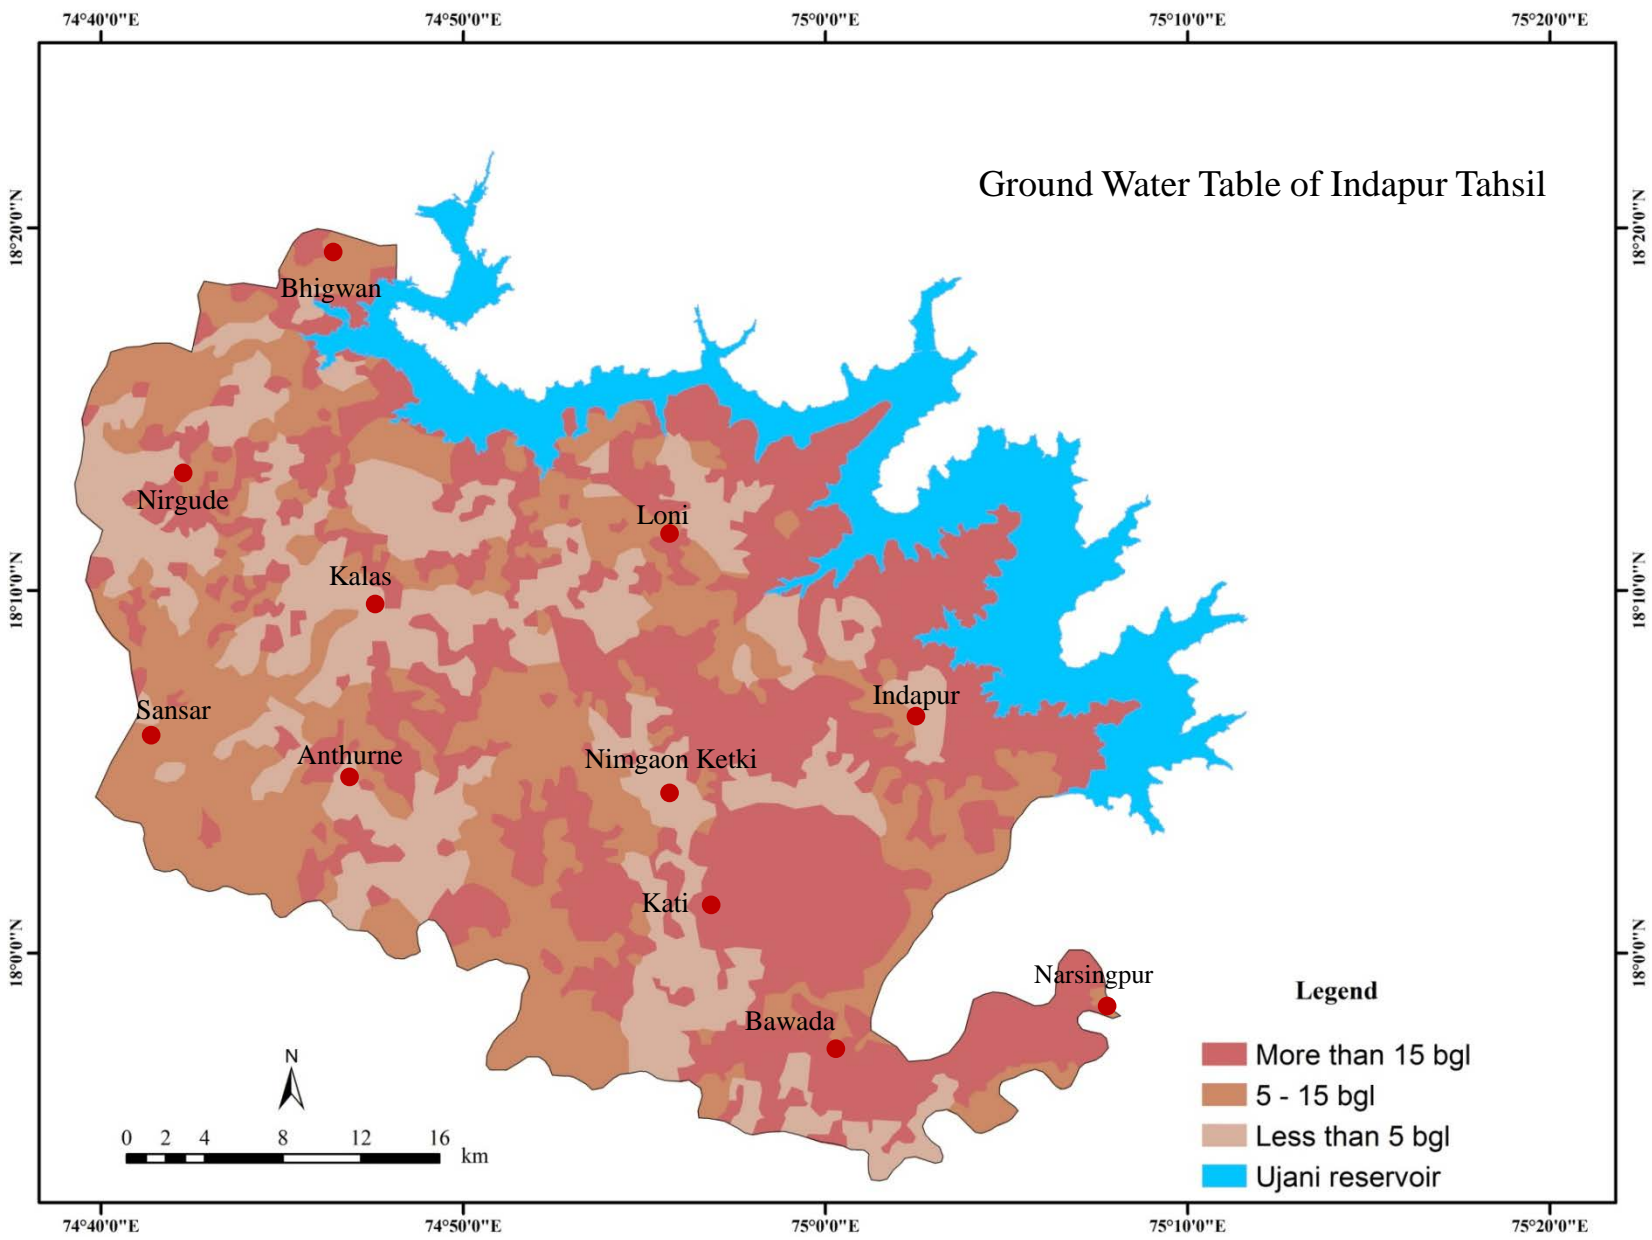 74°40'0"E 74°50'0"E 75°0'0"E 75°10'0"E 75°20'0"E
Ground Water Table of Indapur Tahsil
18°20'0"N 18°20'0"N
Bhigwan
Nirgude
Loni
Kalas
18°10'0"N 18°10'0"N
Indapur
Sansar
Anthurne
Nimgaon Ketki
Kati
18°0'0"N 18°0'0"N
Narsingpur
Bawada
Legend
More than 15 bgl
5 - 15 bgl
Less than 5 bgl
Ujani reservoir
N
0 2 4 8 12 16
km
74°40'0"E 74°50'0"E 75°0'0"E 75°10'0"E 75°20'0"E